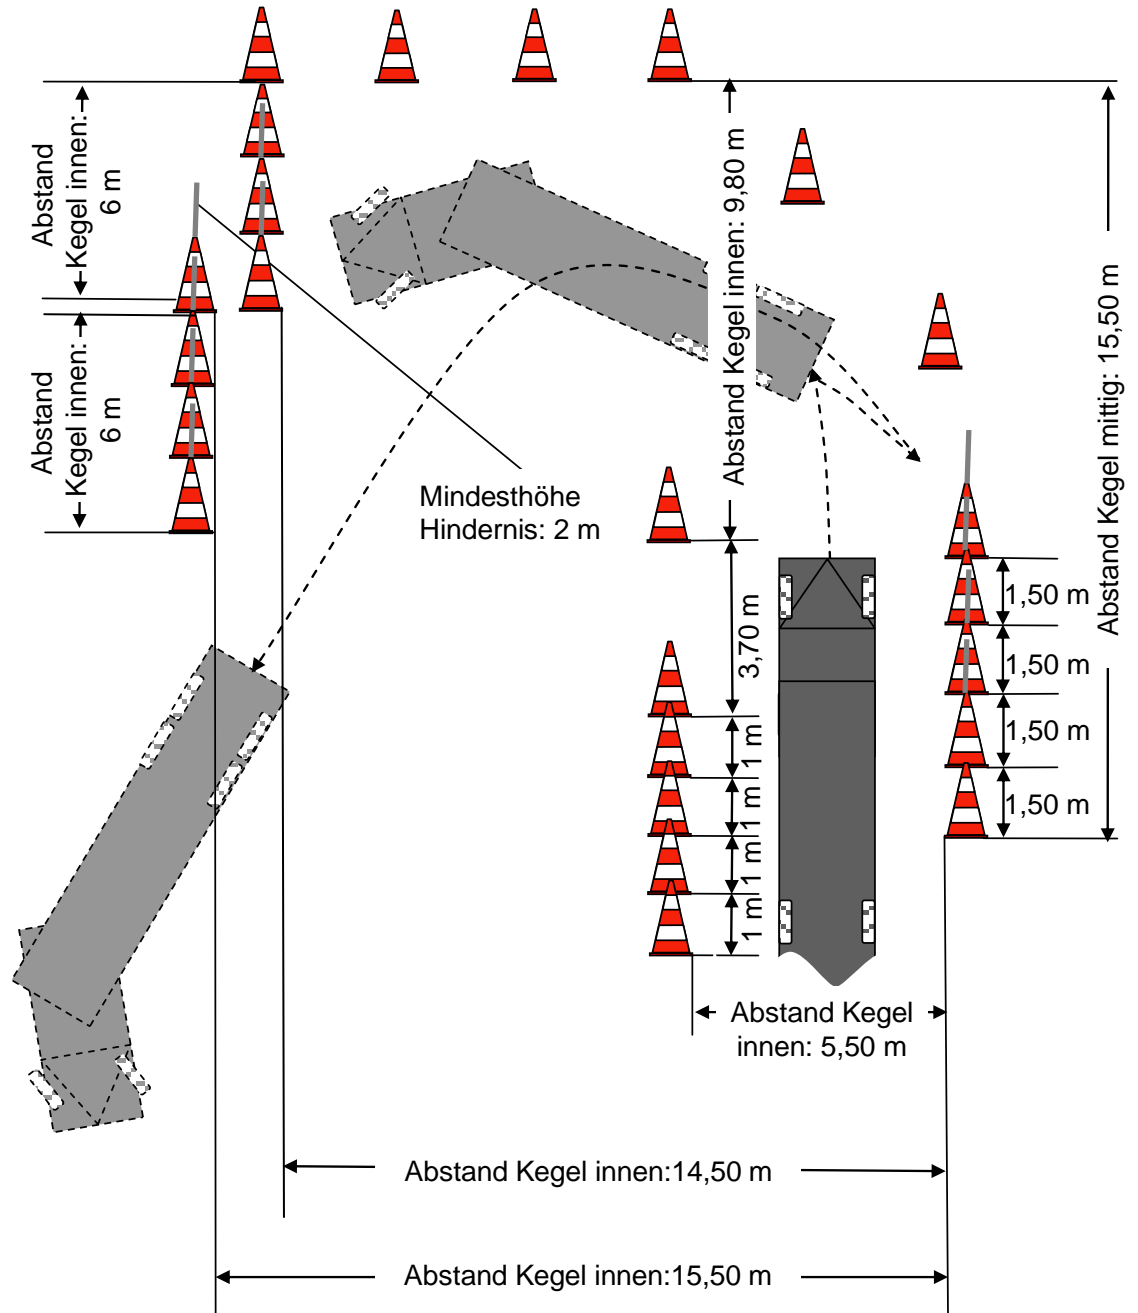 Abstand
Kegel innen:
6 m
Abstand
Kegel innen:
6 m
Abstand Kegel innen: 9,80 m
Abstand Kegel mittig: 15,50 m
Mindesthöhe
Hindernis: 2 m
3,70 m
1 m
1 m
1 m
1 m
1,50 m
1,50 m
1,50 m
1,50 m
Abstand Kegel
innen: 5,50 m
Abstand Kegel innen:14,50 m
Abstand Kegel innen:15,50 m